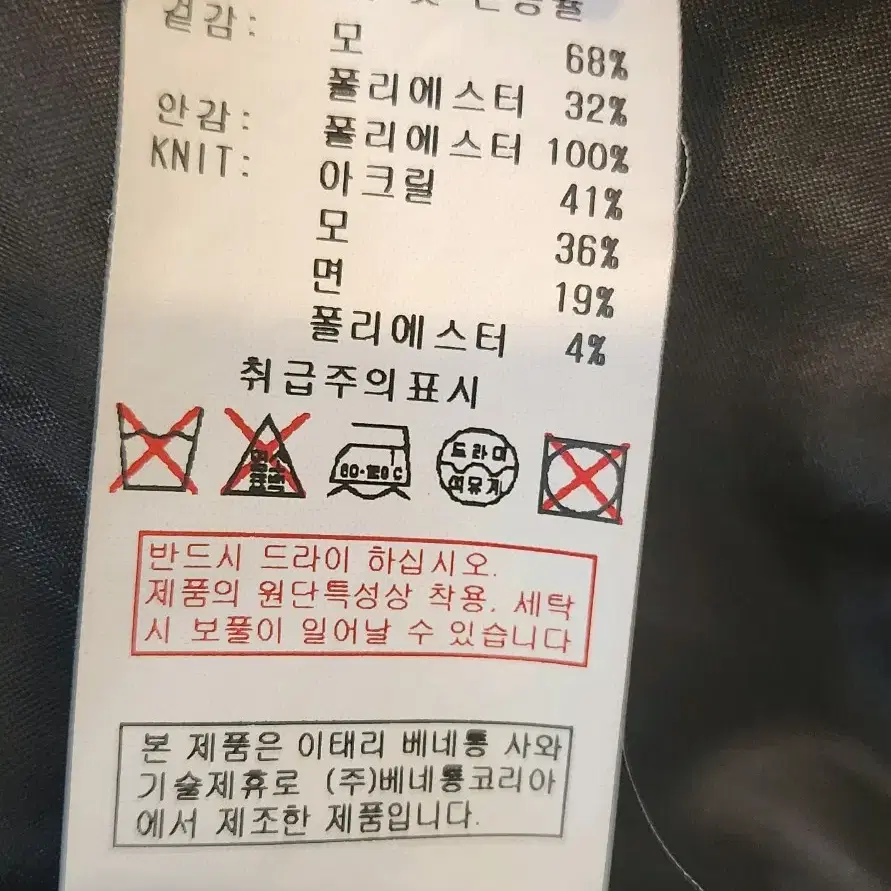 겉감: 모 68%
폴리에스터 32%
안감: 폴리에스터 100%
KNIT: 아크릴 41%
모 36%
면 19%
폴리에스터 4%
취급주의표시
드라이
석유계
반드시 드라이 하십시오.
제품의 원단특성상 착용. 세탁
시 보풀이 일어날 수 있습니다
본 제품은 이태리 베네통 사와
기술제휴로 (주)베네통코리아
에서 제조한 제품입니다.